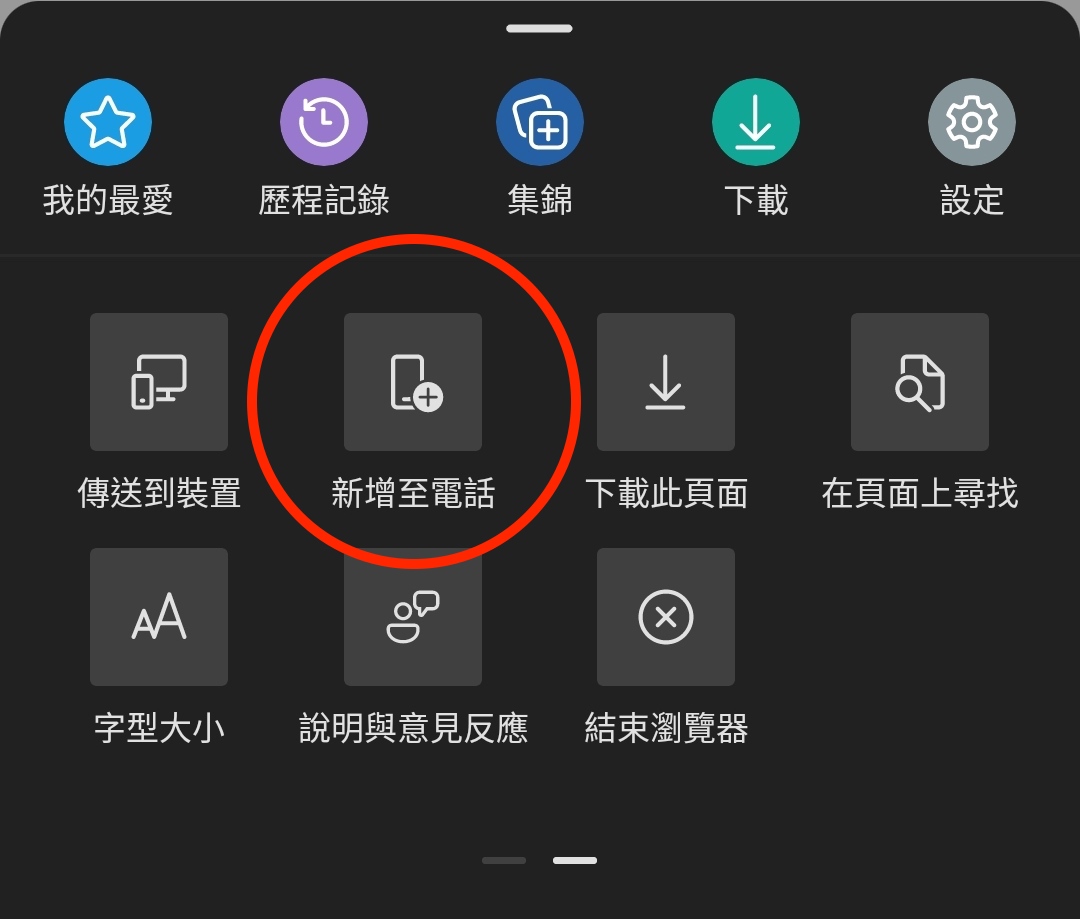 我的最愛
歷程記錄
集錦
下載
設定
傳送到裝置
新增至電話
下載此頁面
在頁面上尋找
字型大小
說明與意見反應
結束瀏覽器